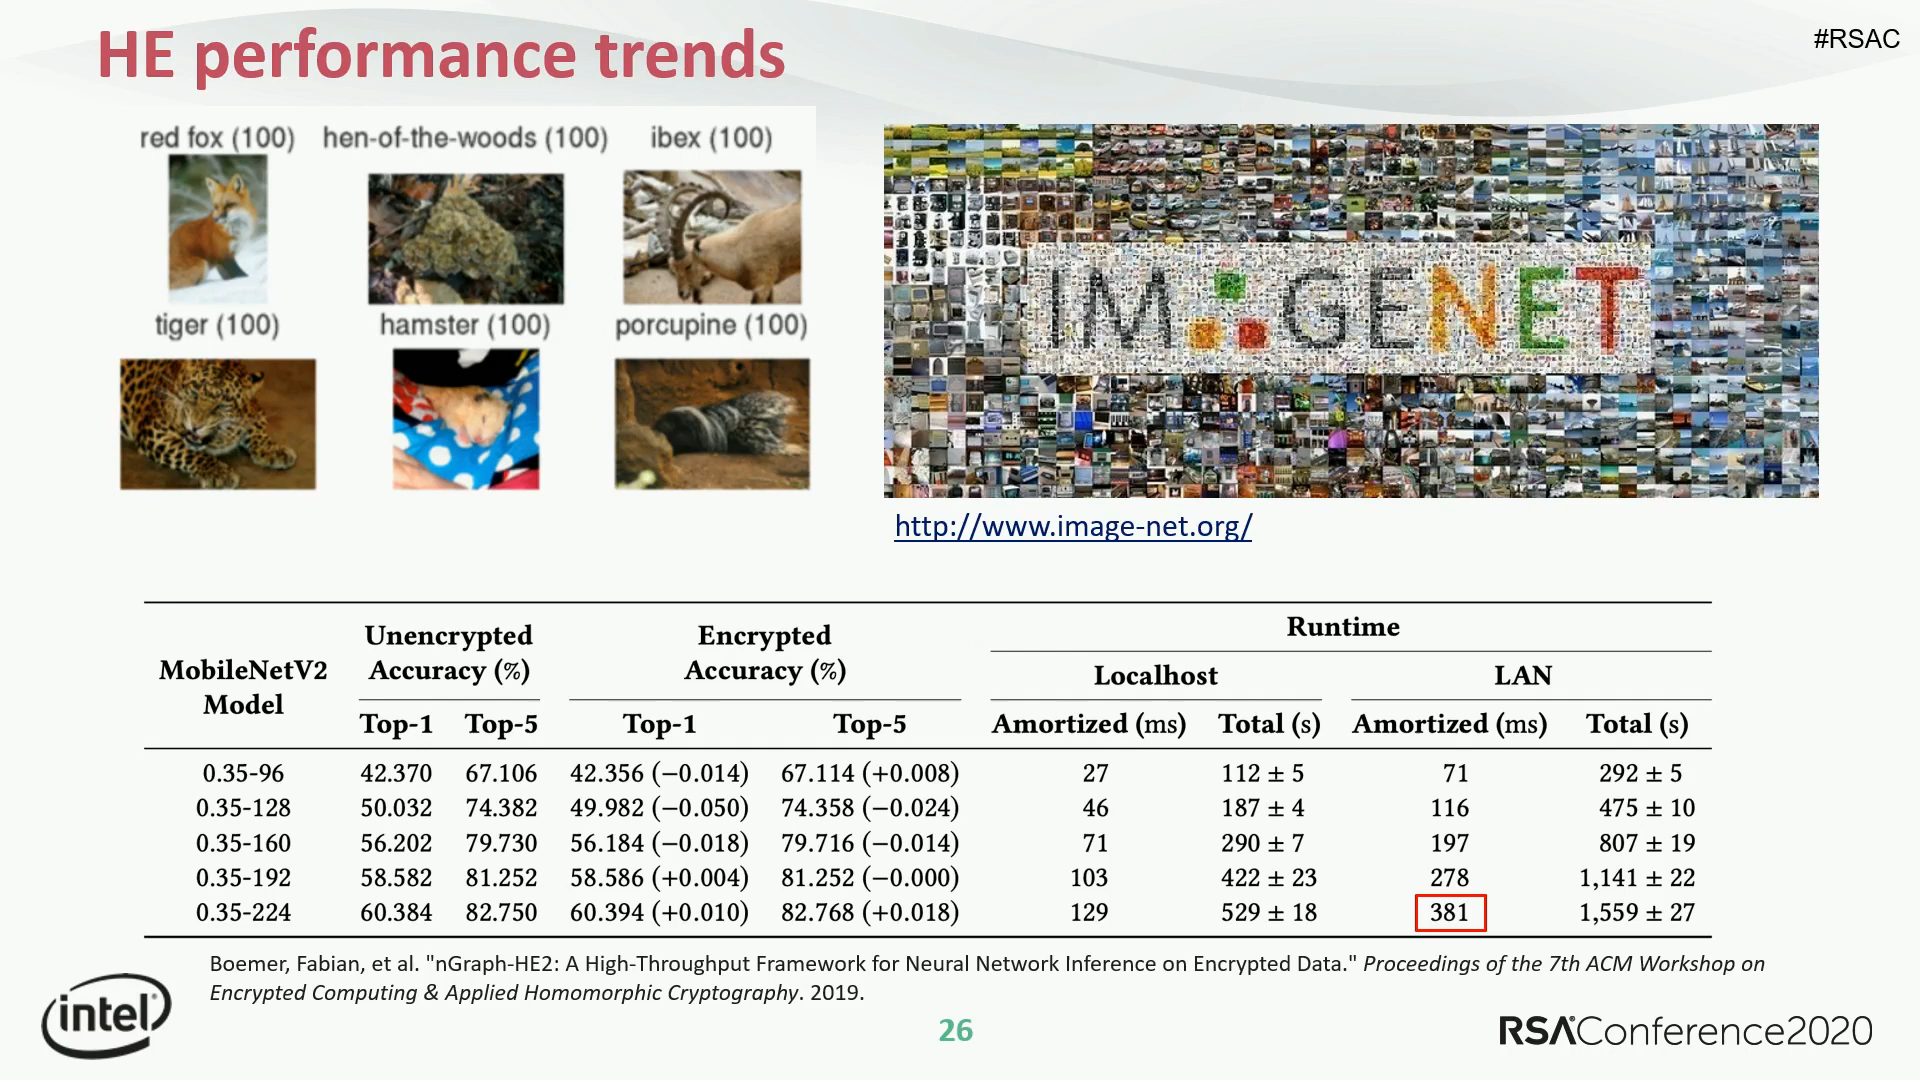 HE performance trends
#RSAC
red fox (100) hen-of-the-woods (100) ibex (100)
tiger (100) hamster (100) porcupine (100)
IMAGENET
http://www.image-net.org/
MobileNetV2 Model Unencrypted Accuracy (%) Encrypted Accuracy (%) Runtime
Localhost LAN
Top-1 Top-5 Top-1 Top-5 Amortized (ms) Total (s) Amortized (ms) Total (s)
0.35-96 42.370 67.106 42.356 (−0.014) 67.114 (+0.008) 27 112 ± 5 71 292 ± 5
0.35-128 50.032 74.382 49.982 (−0.050) 74.358 (−0.024) 46 187 ± 4 116 475 ± 10
0.35-160 56.202 79.730 56.184 (−0.018) 79.716 (−0.014) 71 290 ± 7 197 807 ± 19
0.35-192 58.582 81.252 58.586 (+0.004) 81.252 (−0.000) 103 422 ± 23 278 1,141 ± 22
0.35-224 60.384 82.750 60.394 (+0.010) 82.768 (+0.018) 129 529 ± 18 381 1,559 ± 27
Boemer, Fabian, et al. "nGraph-HE2: A High-Throughput Framework for Neural Network Inference on Encrypted Data." Proceedings of the 7th ACM Workshop on
Encrypted Computing & Applied Homomorphic Cryptography. 2019.
intel
26
RSA Conference2020